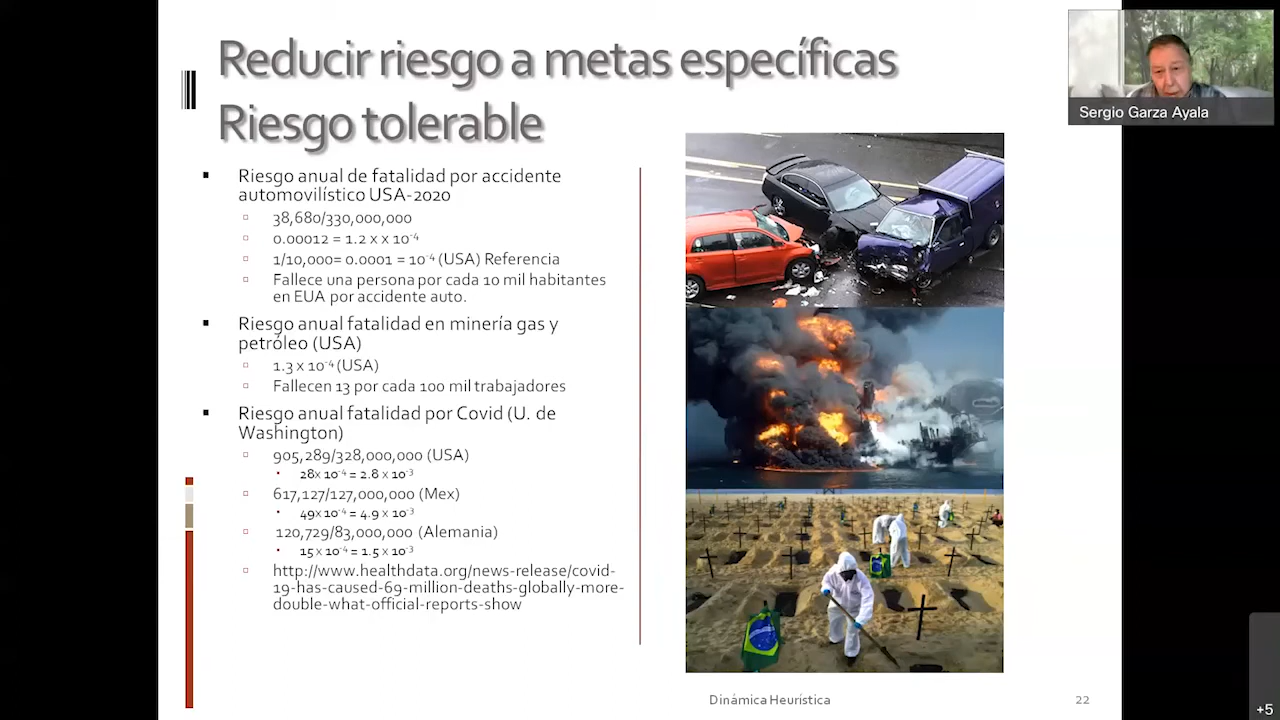 Reducir riesgo a metas específicas
Riesgo tolerable
Sergio Garza Ayala
▪ Riesgo anual de fatalidad por accidente
automovilístico USA-2020
▫ 38,680/330,000,000
▫ 0.00012 = 1.2 x x 10⁻⁴
▫ 1/10,000= 0.0001 = 10⁻⁴ (USA) Referencia
▫ Fallece una persona por cada 10 mil habitantes
en EUA por accidente auto.
▪ Riesgo anual fatalidad en minería gas y
petróleo (USA)
▫ 1.3 x 10⁻⁴ (USA)
▫ Fallecen 13 por cada 100 mil trabajadores
▪ Riesgo anual fatalidad por Covid (U. de
Washington)
▫ 905,289/328,000,000 (USA)
▪ 28x 10⁻⁴ = 2.8 x 10⁻³
▫ 617,127/127,000,000 (Mex)
▪ 49x 10⁻⁴ = 4.9 x 10⁻³
▫ 120,729/83,000,000 (Alemania)
▪ 15 x 10⁻⁴ = 1.5 x 10⁻³
▫ http://www.healthdata.org/news-release/covid-
19-has-caused-69-million-deaths-globally-more-
double-what-official-reports-show
Dinámica Heurística
22
+5